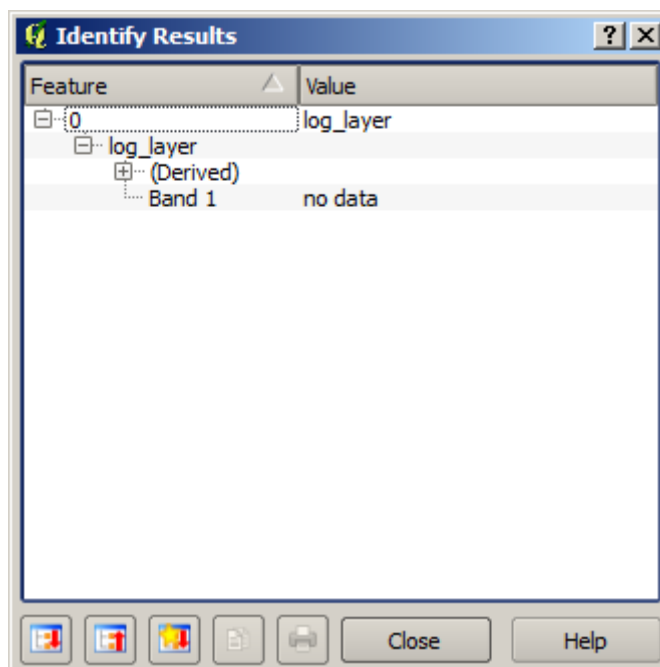 Identify Results
Feature Value
0 log_layer
log_layer
(Derived)
Band 1 no data
Close Help